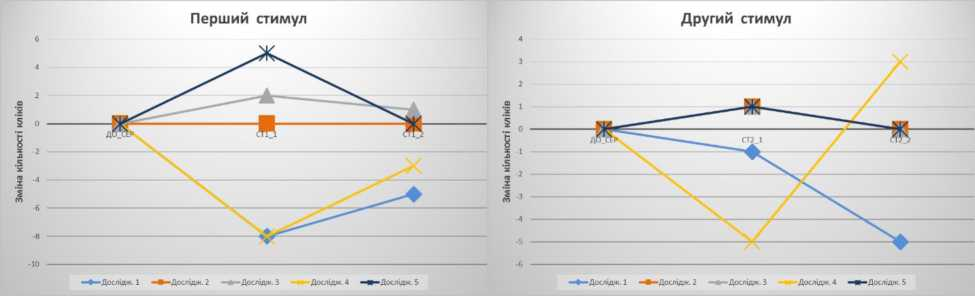 Перший стимул
Зміна кількості кліків
6
4
2
0
-2
-4
-6
-8
-10
ДО_СЕР
СТ1_1
СТ1_2
Дослідж. 1
Дослідж. 2
Дослідж. 3
Дослідж. 4
Дослідж. 5
Другий стимул
Зміна кількості кліків
4
3
2
1
0
-1
-2
-3
-4
-5
-6
ДО_СЕР
СТ2_1
СТ2_2
Дослідж. 1
Дослідж. 2
Дослідж. 3
Дослідж. 4
Дослідж. 5